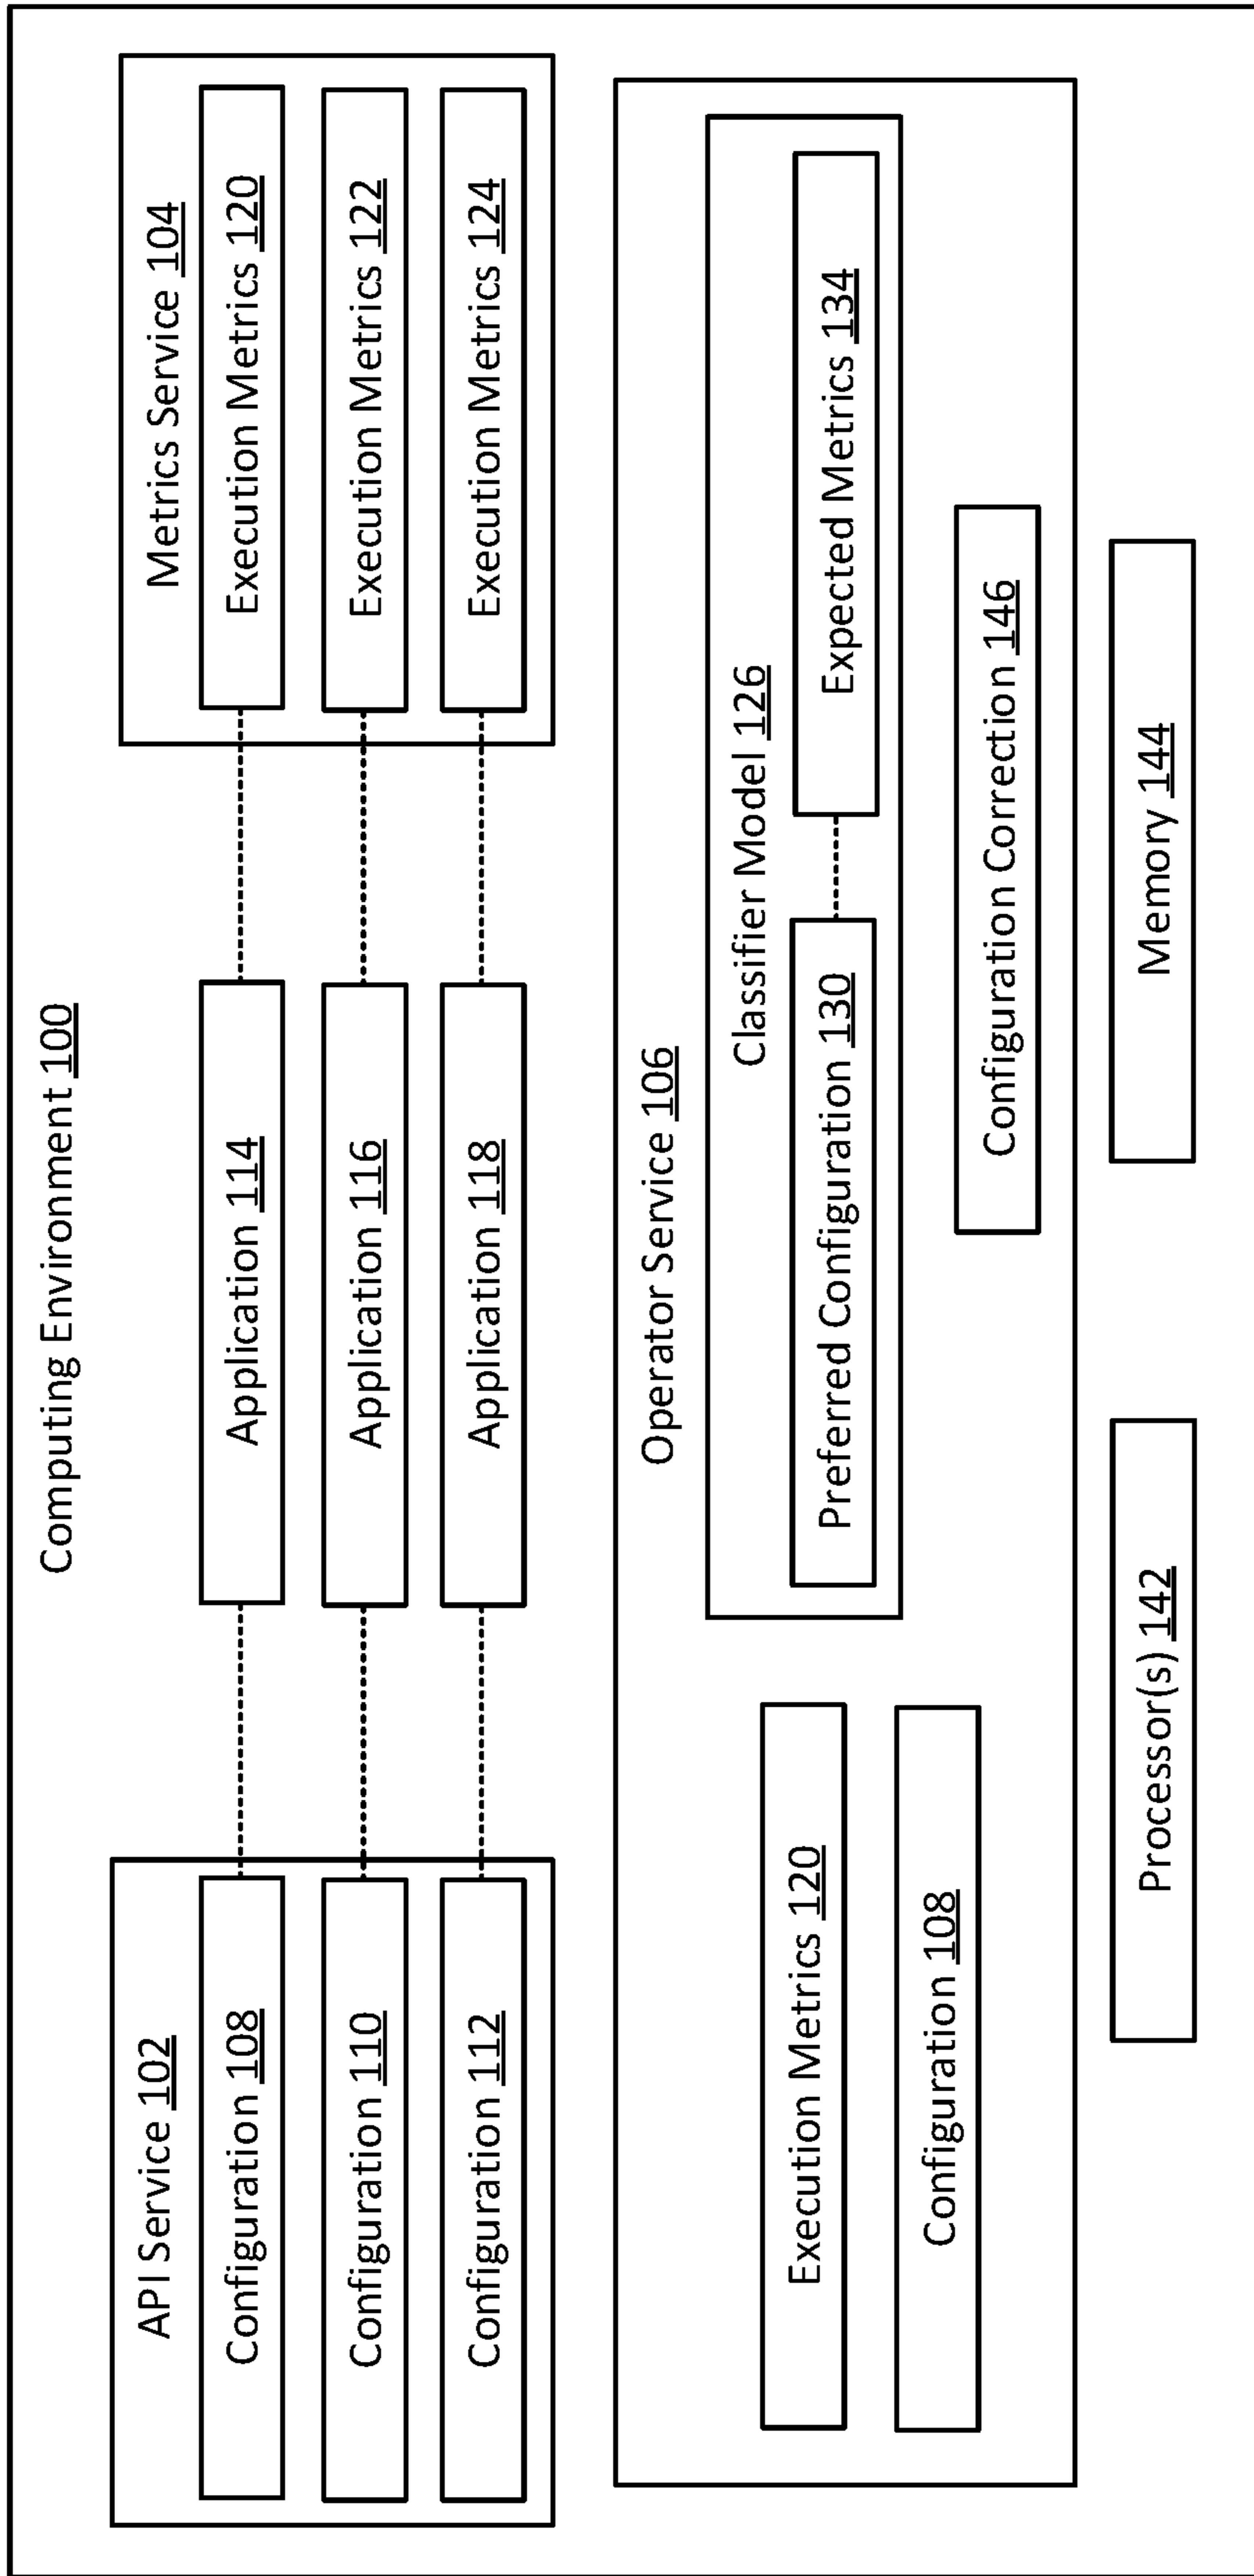 Computing Environment 100
API Service 102
Configuration 108
Configuration 110
Configuration 112
Application 114
Application 116
Application 118
Metrics Service 104
Execution Metrics 120
Execution Metrics 122
Execution Metrics 124
Operator Service 106
Execution Metrics 120
Configuration 108
Classifier Model 126
Preferred Configuration 130
Expected Metrics 134
Configuration Correction 146
Processor(s) 142
Memory 144